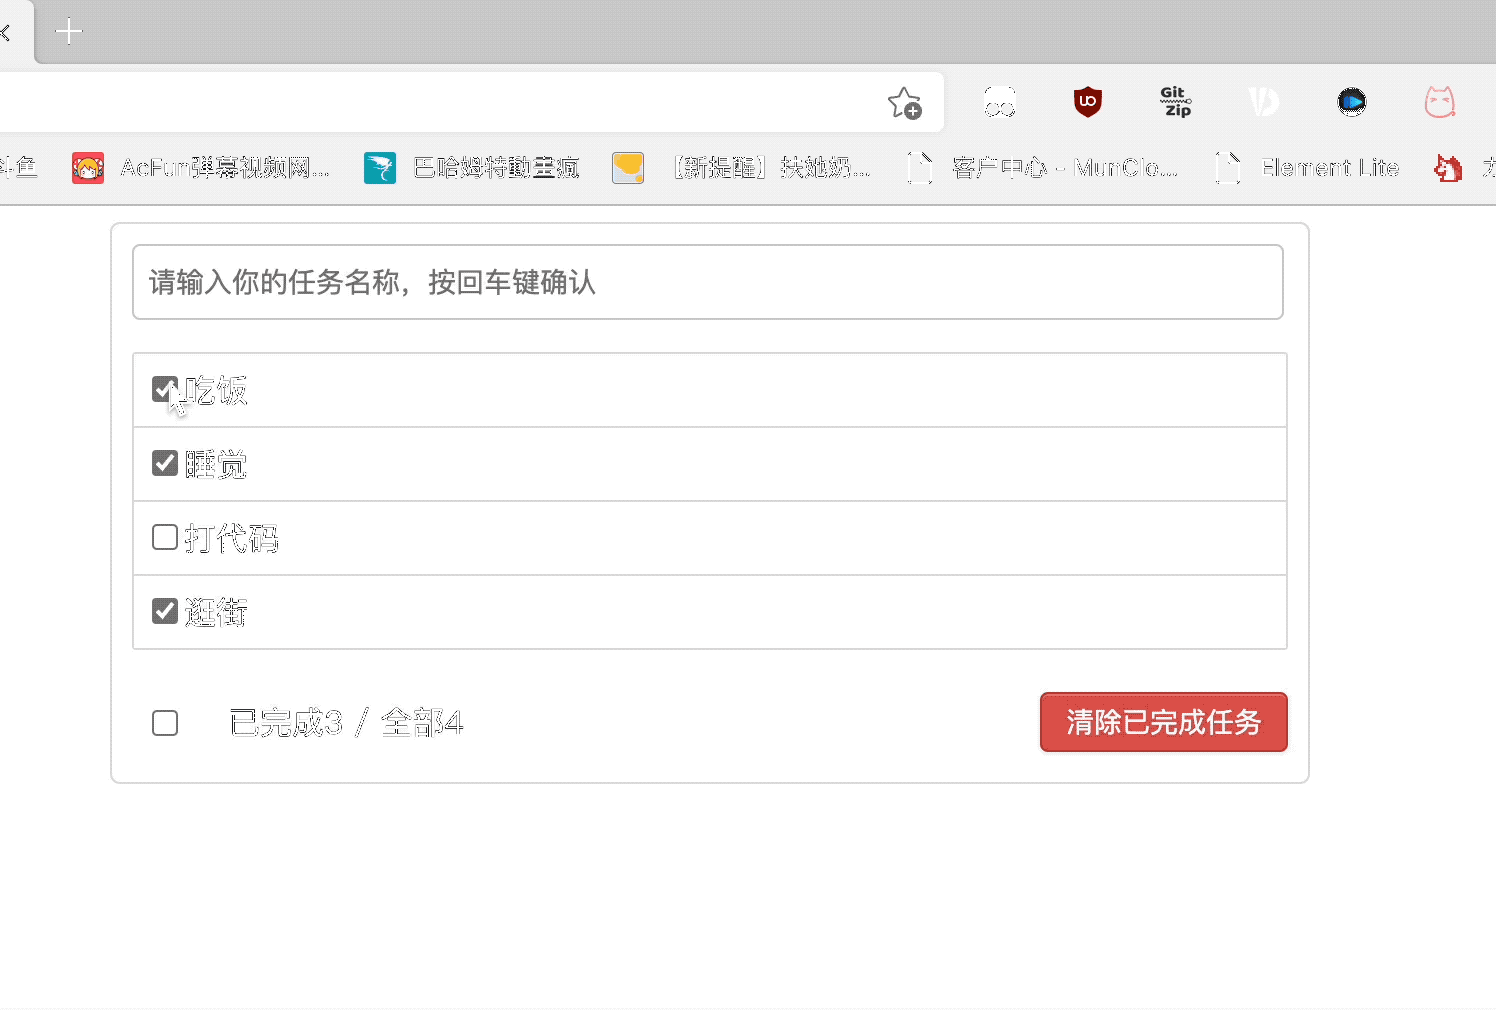 Git
Zip
斗鱼 AcFun弹幕视频网... 巴哈姆特動畫瘋 【新提醒】扶她奶... 客户中心 - MunClo... Element Lite
请输入你的任务名称，按回车键确认
吃饭
睡觉
打代码
逛街
已完成3 / 全部4 清除已完成任务